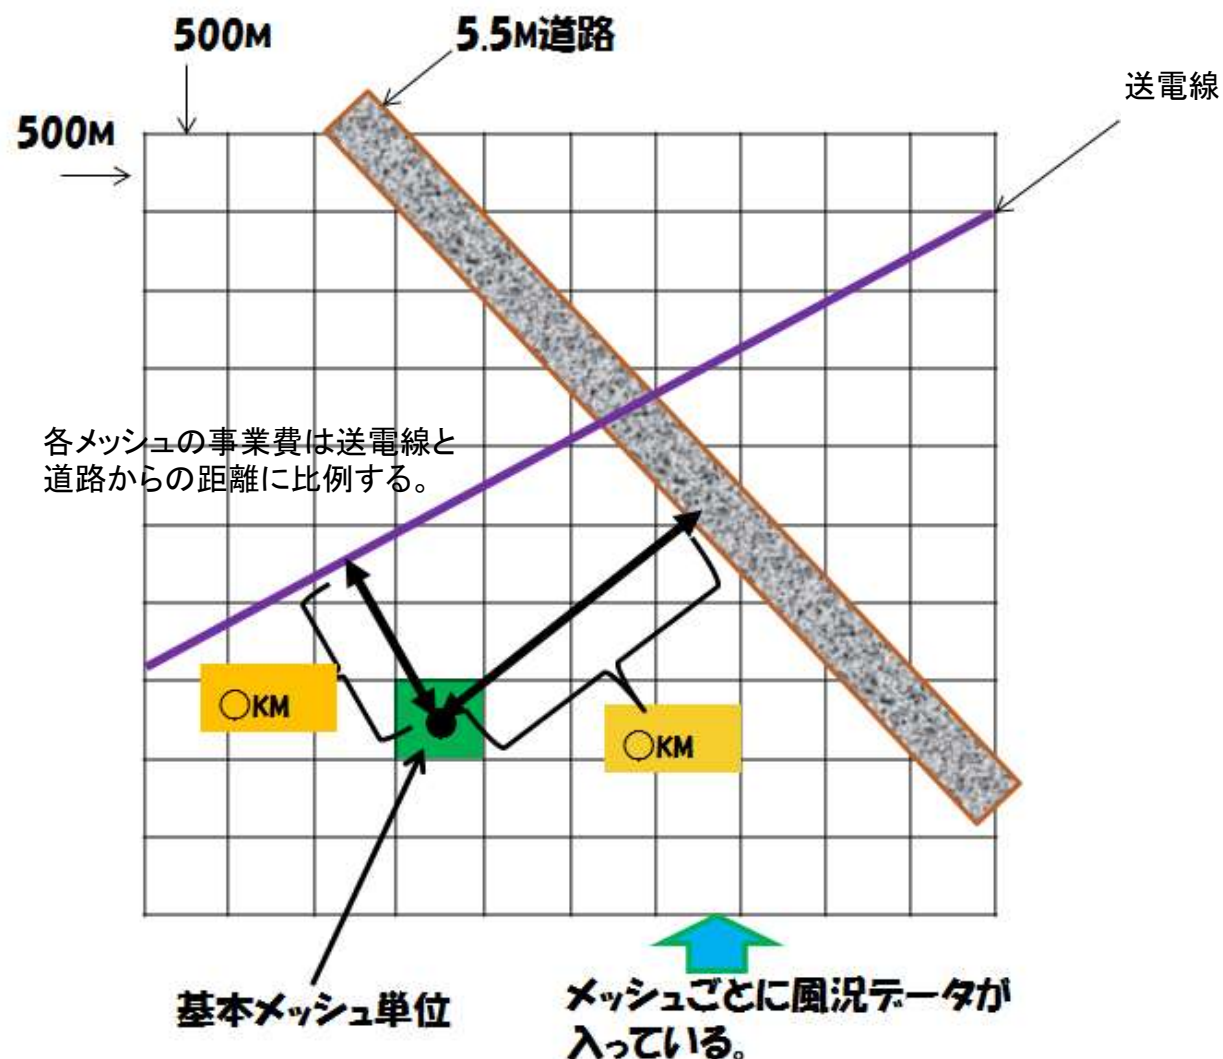 500M
5.5M道路
送電線
500M
各メッシュの事業費は送電線と
道路からの距離に比例する。
○KM
○KM
基本メッシュ単位
メッシュごとに風況データが
入っている。